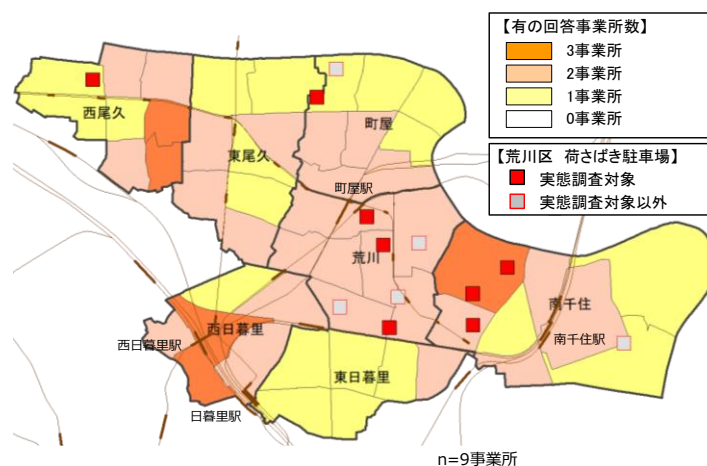 【有の回答事業所数】
3事業所
2事業所
1事業所
0事業所
【荒川区 荷さばき駐車場】
実態調査対象
実態調査対象以外
西尾久
町屋
東尾久
町屋駅
荒川
南千住
西日暮里
南千住駅
西日暮里駅
東日暮里
日暮里駅
n=9事業所